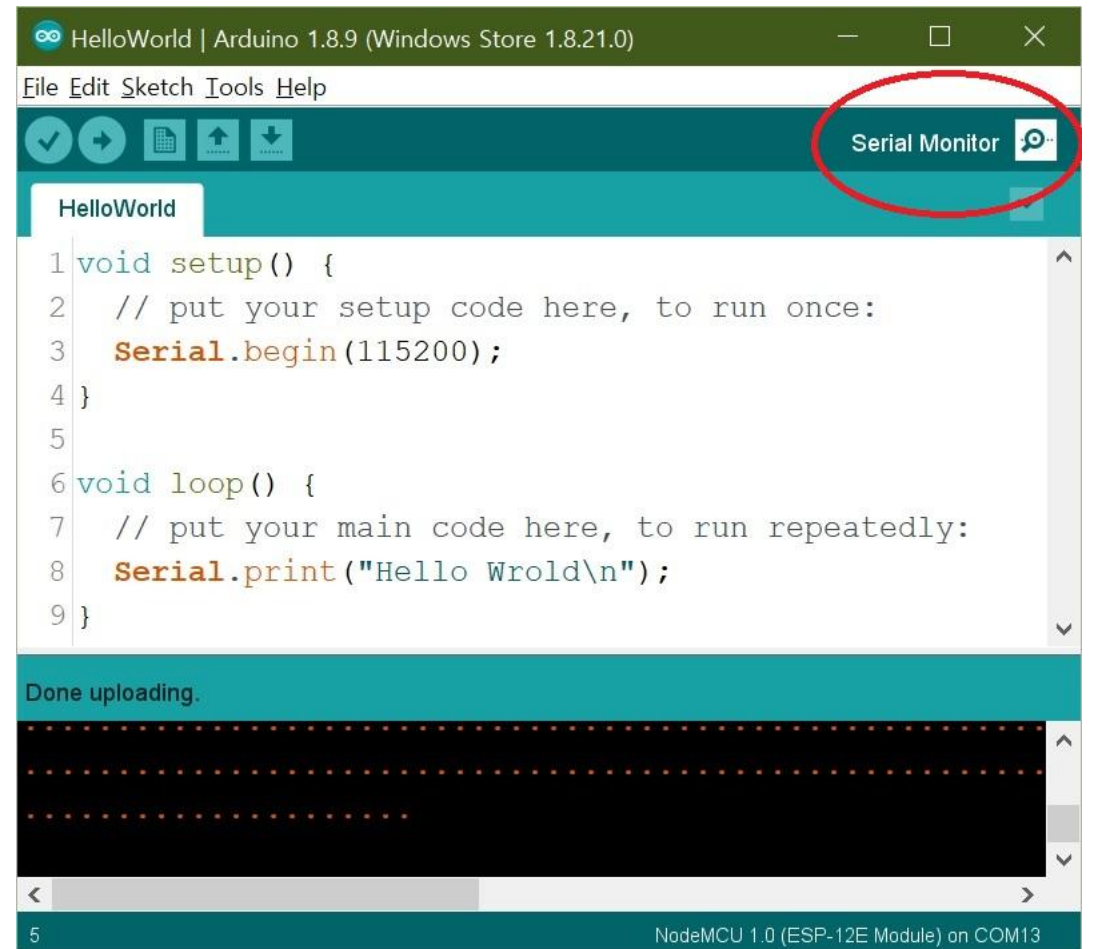 HelloWorld | Arduino 1.8.9 (Windows Store 1.8.21.0)
File Edit Sketch Tools Help
Serial Monitor
HelloWorld
1 void setup() {
2   // put your setup code here, to run once:
3   Serial.begin(115200);
4 }
5
6 void loop() {
7   // put your main code here, to run repeatedly:
8   Serial.print("Hello Wrold\n");
9 }
Done uploading.
5 NodeMCU 1.0 (ESP-12E Module) on COM13